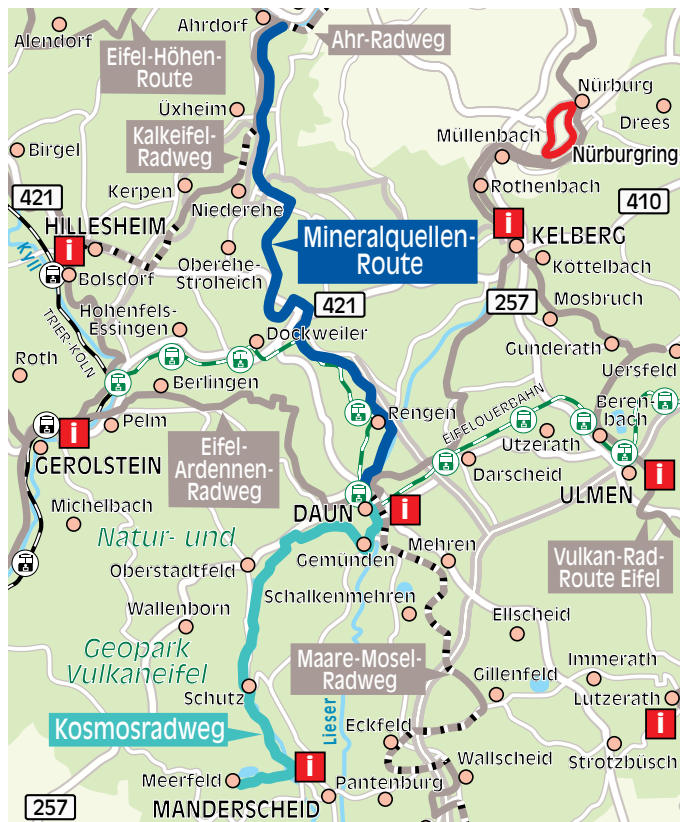 Ahrdorf
Alendorf
Eifel-Höhen-
Route
Ahr-Radweg
Nürburg
Drees
Üxheim
Kalkeifel-
Radweg
Müllenbach
Nürburgring
Birgel
421
Kerpen
Niederehe
Rothenbach
410
HILLESHEIM
i
Kyll
Bolsdorf
Oberehe-
Stroheich
Mineralquellen-
Route
i
KELBERG
Köttelbach
421
257
Mosbruch
Hohenfels-
Essingen
TRIER-KÖLN
Dockweiler
Gunderath
Uersfeld
Roth
Berlingen
Pelm
i
GEROLSTEIN
Eifel-
Ardennen-
Radweg
Rengen
EIFELQUERBAHN
Utzerath
Beren-
bach
Darscheid
i
ULMEN
Michelbach
DAUN
i
Natur- und
Gemünden
Mehren
Vulkan-Rad-
Route Eifel
Oberstadtfeld
Schalkenmehren
Wallenborn
Ellscheid
Geopark
Vulkaneifel
Maare-Mosel-
Radweg
Immerath
Gillenfeld
Lutzerath
i
Schutz
Lieser
Kosmosradweg
Eckfeld
Strotzbüsch
Wallscheid
Meerfeld
i
Pantenburg
MANDERSCHEID
257